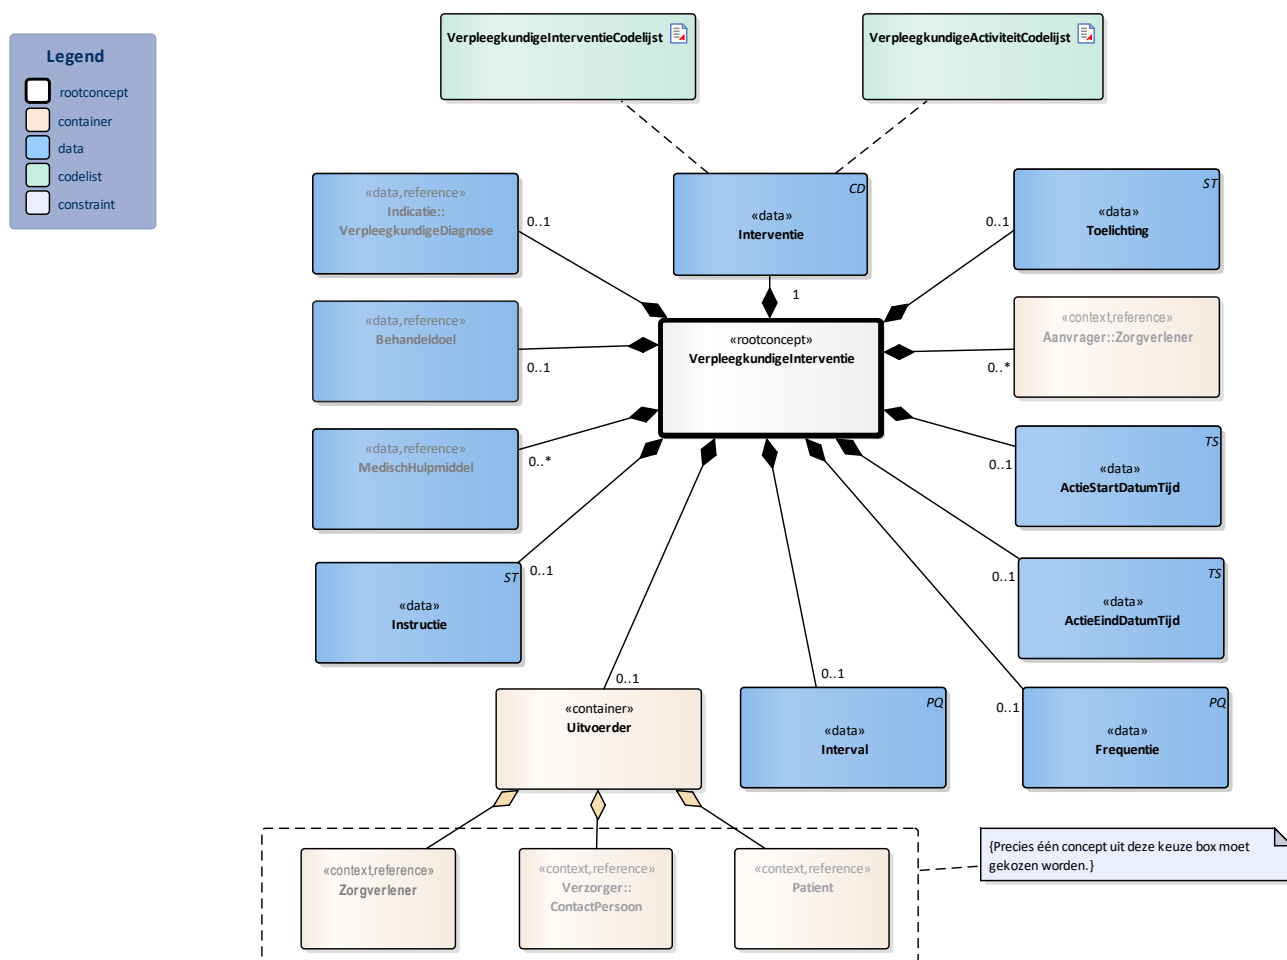 VerpleegkundigeInterventieCodelijst
VerpleegkundigeActiviteitCodelijst
Legend
rootconcept
container
data
codelist
constraint
«data,reference»
Indicatie::
VerpleegkundigeDiagnose
0..1
CD
«data»
Interventie
1
ST
«data»
Toelichting
0..1
«data,reference»
Behandeldoel
0..1
«rootconcept»
VerpleegkundigeInterventie
«context,reference»
Aanvrager::Zorgverlener
0..*
«data,reference»
MedischHulpmiddel
0..*
TS
«data»
ActieStartDatumTijd
0..1
ST
«data»
Instructie
0..1
TS
«data»
ActieEindDatumTijd
0..1
«container»
Uitvoerder
0..1
PQ
«data»
Interval
0..1
PQ
«data»
Frequentie
0..1
«context,reference»
Zorgverlener
«context,reference»
Verzorger::
ContactPersoon
«context,reference»
Patient
{Precies één concept uit deze keuze box moet
gekozen worden.}